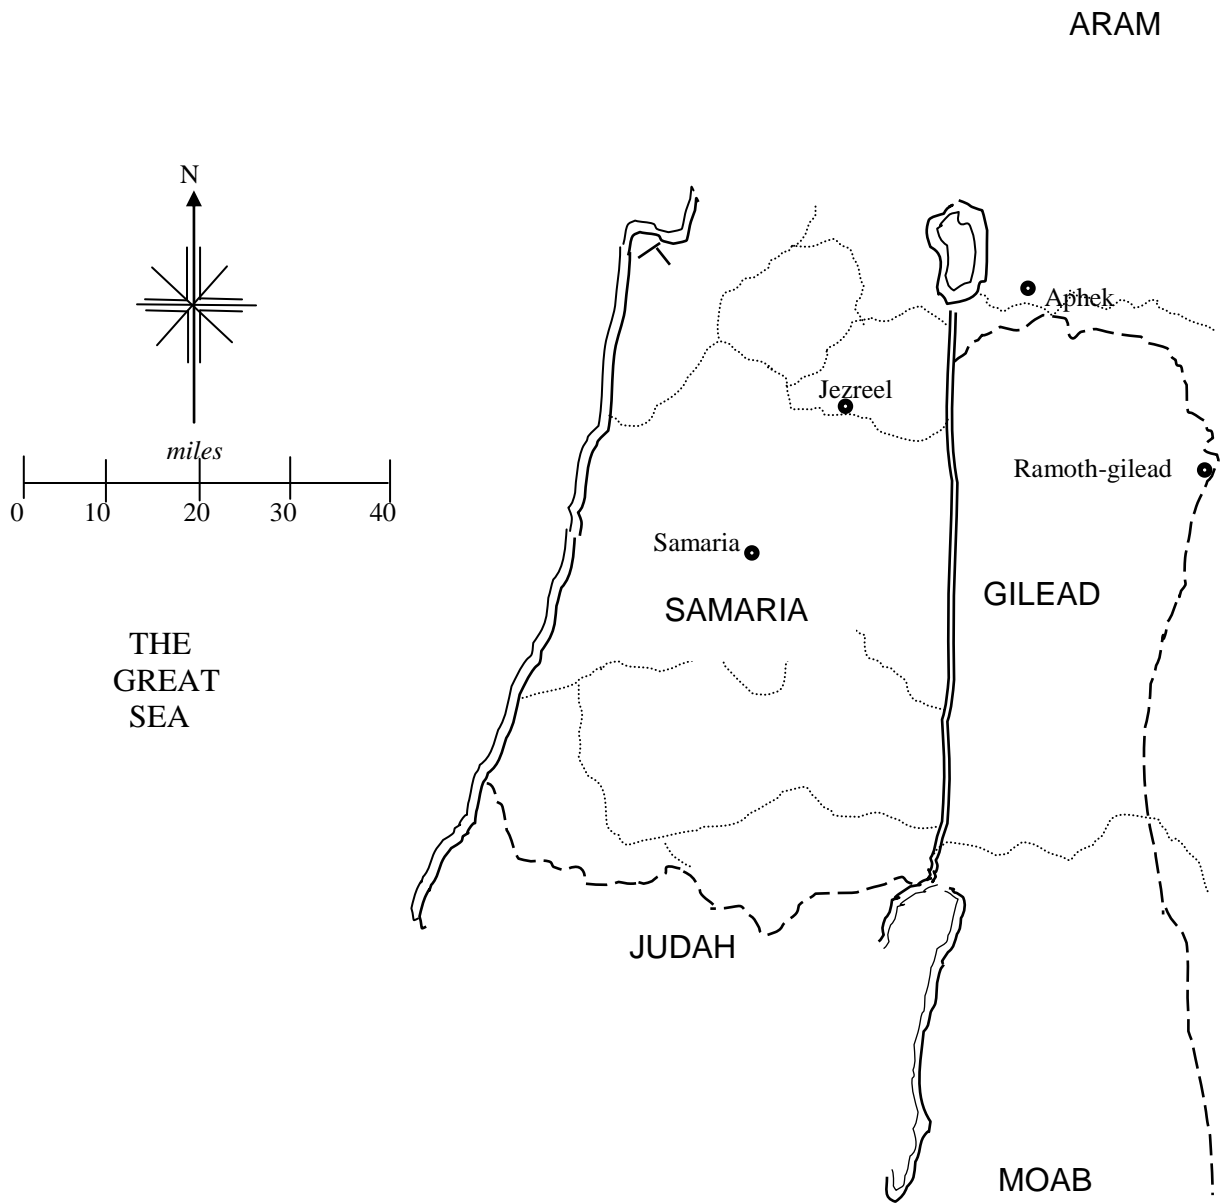 ARAM
N
Aphek
Jezreel
miles
Ramoth-gilead
0 10 20 30 40
Samaria
GILEAD
SAMARIA
THE
GREAT
SEA
JUDAH
MOAB